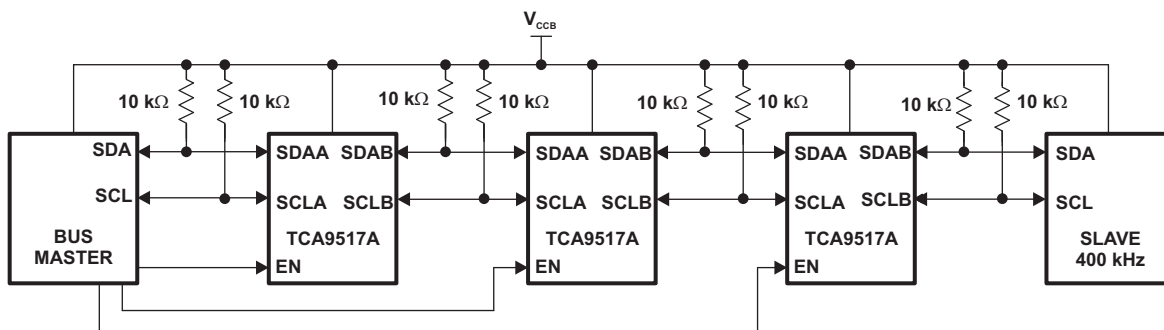 V_CCB
10 kΩ 10 kΩ 10 kΩ 10 kΩ 10 kΩ 10 kΩ 10 kΩ 10 kΩ
SDA SDAA SDAB SDAA SDAB SDAA SDAB SDA
SCL SCLA SCLB SCLA SCLB SCLA SCLB SCL
BUS MASTER
TCA9517A
EN
TCA9517A
EN
TCA9517A
EN
SLAVE
400 kHz